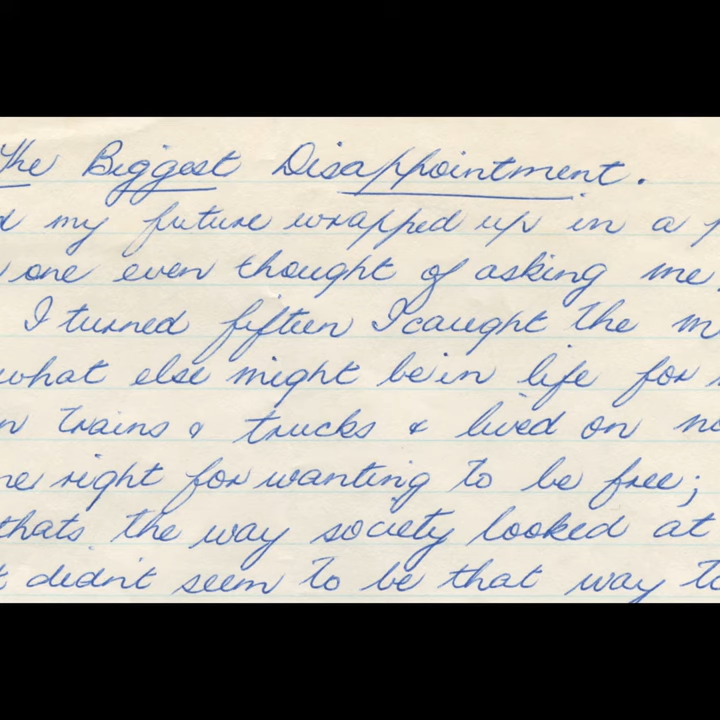 The Biggest Disappointment.
my future wrapped up in a
one even thought of asking me
I turned fifteen I caught the
what else might be in life for
trains & trucks & lived on
right for wanting to be free;
thats the way society looked at
didn't seem to be that way